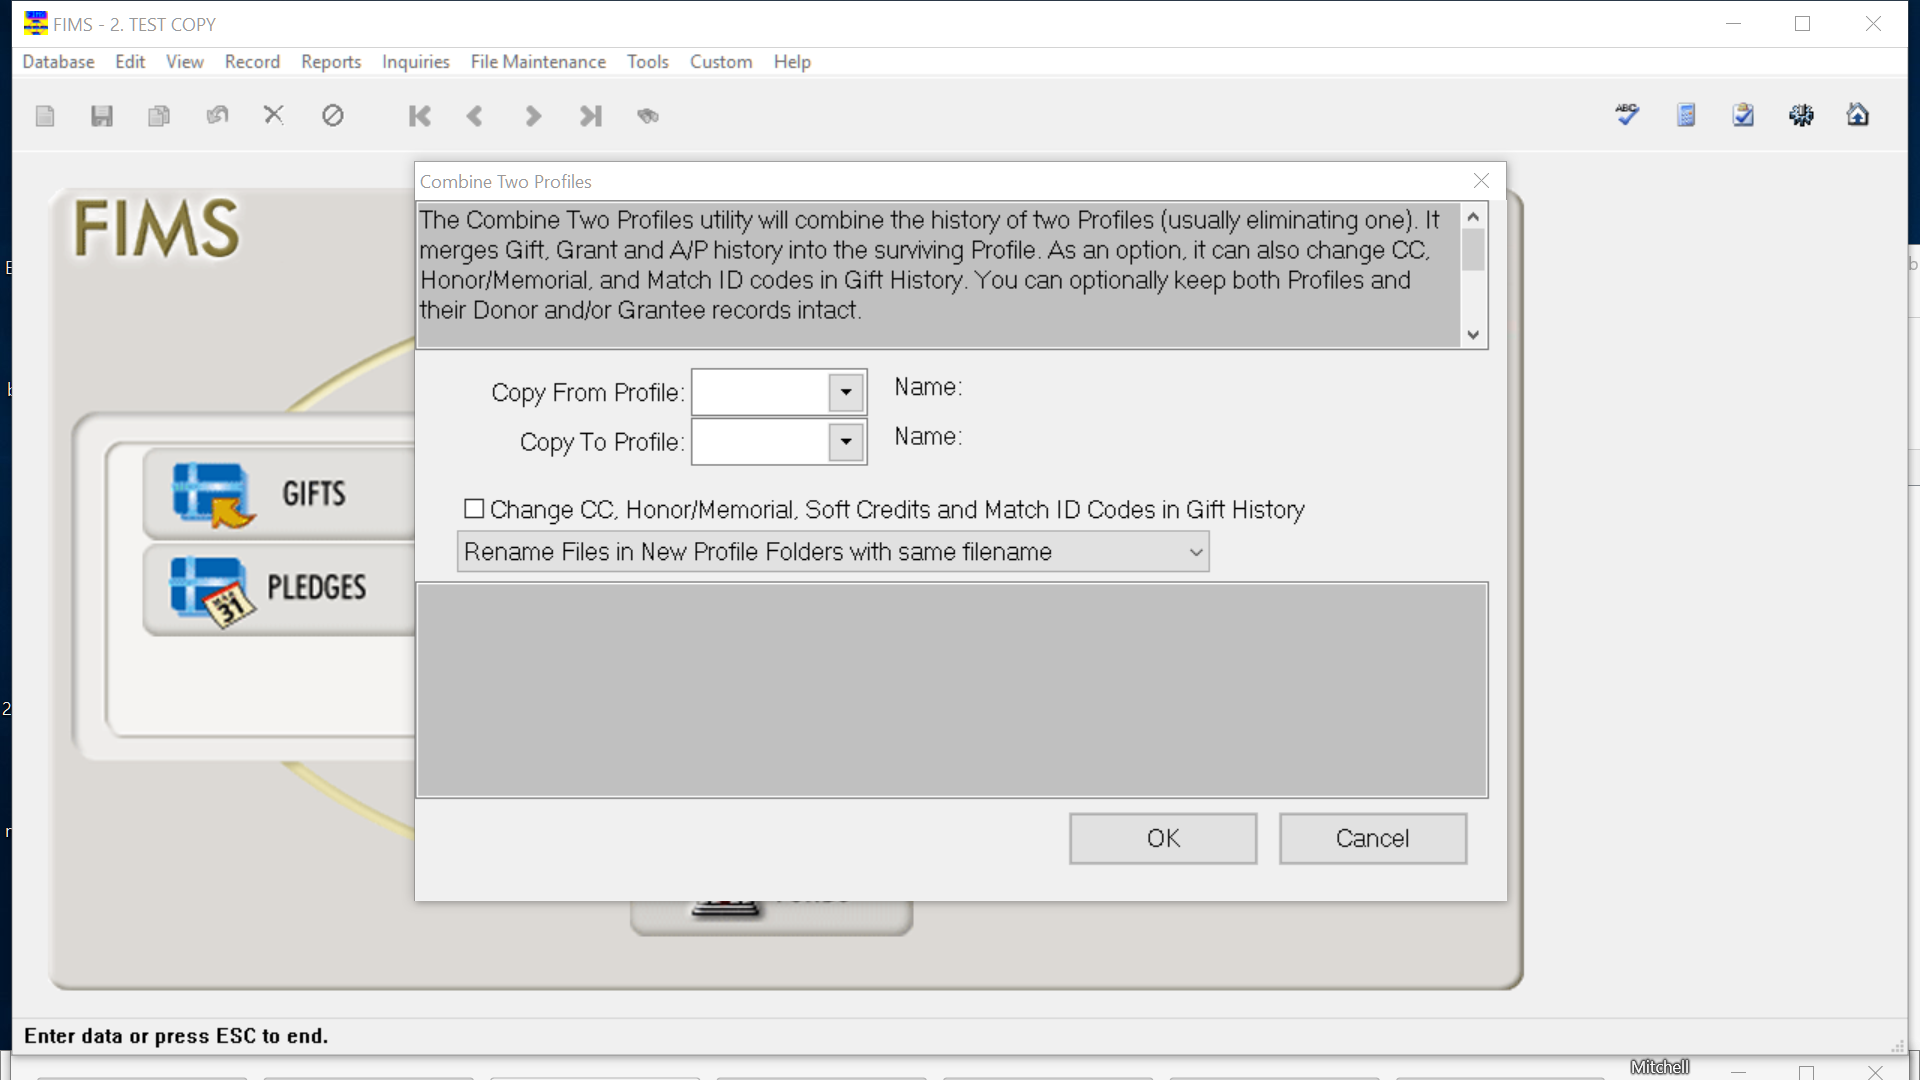 FIMS - 2. TEST COPY
Database Edit View Record Reports Inquiries File Maintenance Tools Custom Help
ABC
FIMS
Combine Two Profiles
The Combine Two Profiles utility will combine the history of two Profiles (usually eliminating one). It
merges Gift, Grant and A/P history into the surviving Profile. As an option, it can also change CC,
Honor/Memorial, and Match ID codes in Gift History. You can optionally keep both Profiles and
their Donor and/or Grantee records intact.
Copy From Profile: Name:
Copy To Profile: Name:
Change CC, Honor/Memorial, Soft Credits and Match ID Codes in Gift History
Rename Files in New Profile Folders with same filename
GIFTS
MAR
31
PLEDGES
OK Cancel
Enter data or press ESC to end.
Mitchell